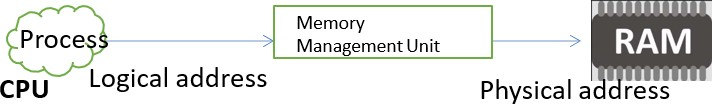 Process
CPU
Logical address
Memory
Management Unit
Physical address
RAM